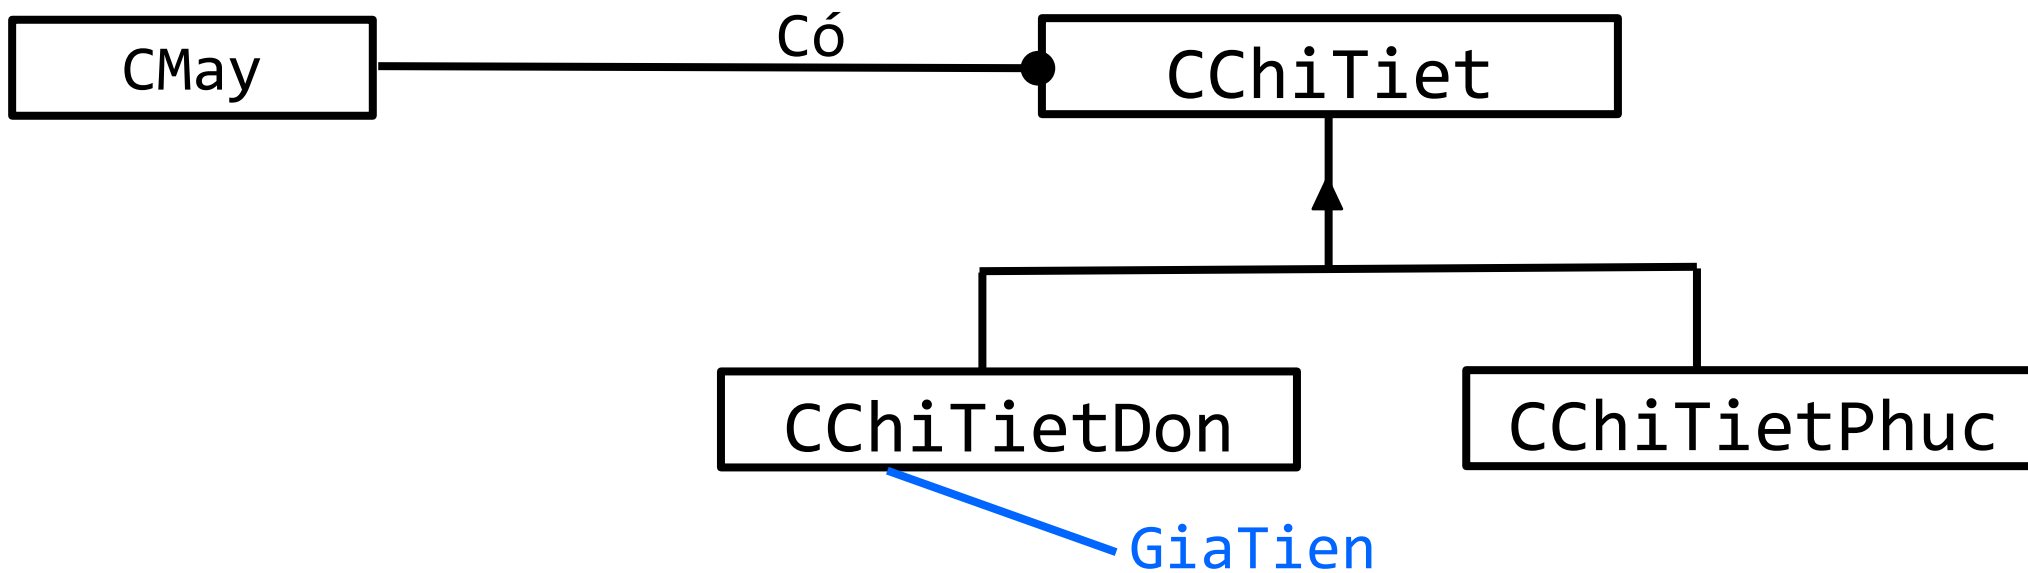 CMay
Có
CChiTiet
CChiTietDon
CChiTietPhuc
GiaTien